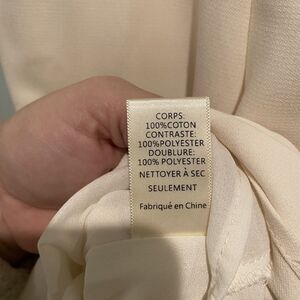 CORPS:
100%COTON
CONTRASTE:
100%POLYESTER
DOUBLURE:
100% POLYESTER
NETTOYER À SEC
SEULEMENT
Fabriqué en Chine